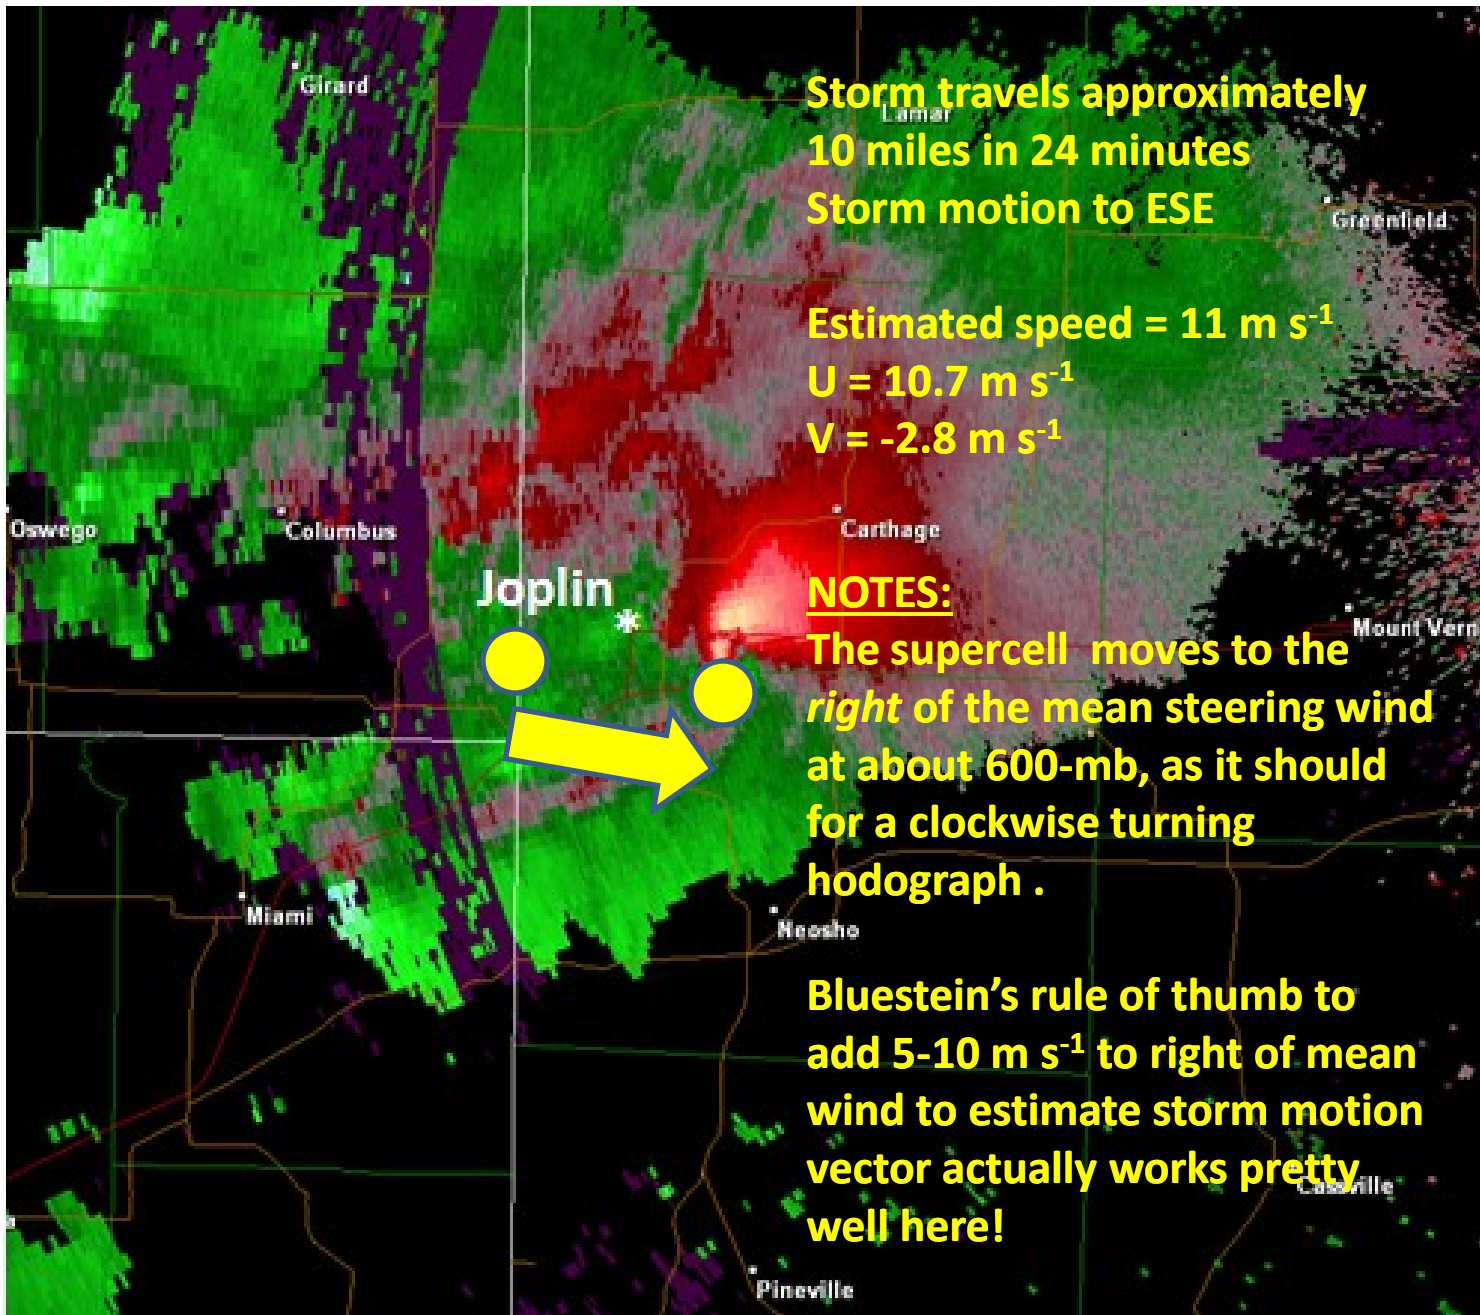 Girard
Storm travels approximately
Lamar
10 miles in 24 minutes
Storm motion to ESE
Greenfield
Estimated speed = 11 m s⁻¹
U = 10.7 m s⁻¹
V = -2.8 m s⁻¹
Oswego
Columbus
Carthage
Joplin
*
NOTES:
Mount Vern
The supercell moves to the
right of the mean steering wind
at about 600-mb, as it should
for a clockwise turning
hodograph .
Miami
Neosho
Bluestein’s rule of thumb to
add 5-10 m s⁻¹ to right of mean
wind to estimate storm motion
vector actually works pretty
Cassville
well here!
Pineville